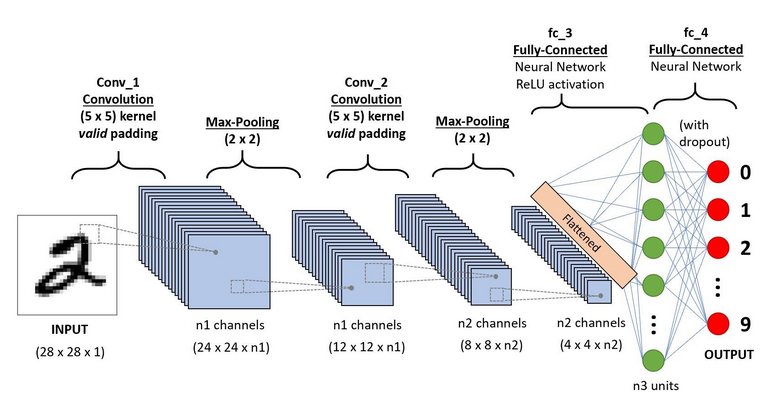 fc_3
Fully-Connected
Neural Network
ReLU activation
fc_4
Fully-Connected
Neural Network
Conv_1
Convolution
(5 x 5) kernel
valid padding
Max-Pooling
(2 x 2)
Conv_2
Convolution
(5 x 5) kernel
valid padding
Max-Pooling
(2 x 2)
(with
dropout)
Flattened
0
1
2
9
INPUT
(28 x 28 x 1)
n1 channels
(24 x 24 x n1)
n1 channels
(12 x 12 x n1)
n2 channels
(8 x 8 x n2)
n2 channels
(4 x 4 x n2)
OUTPUT
n3 units